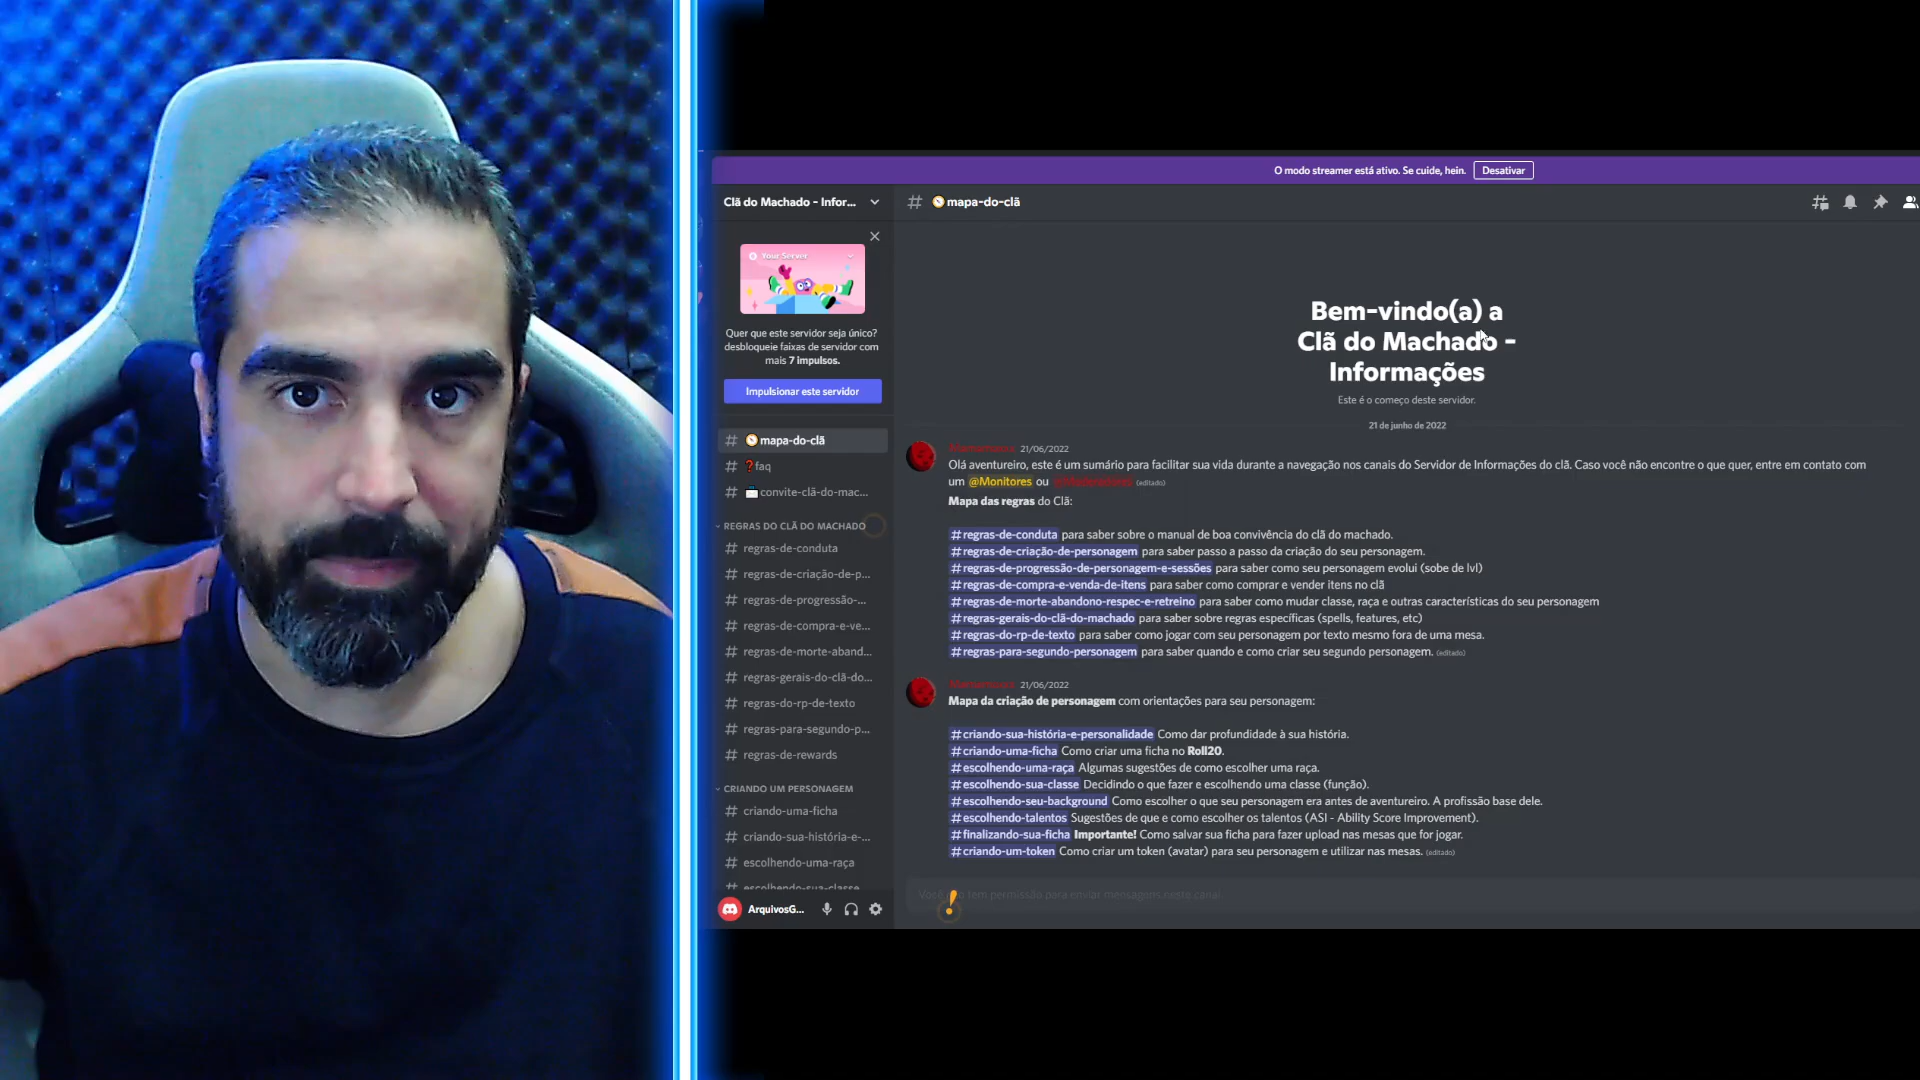 O modo streamer está ativo. Se cuide, hein.
Desativar
Clã do Machado - Infor...
mapa-do-clã
Your Server
Quer que este servidor seja único?
desbloqueie faixas de servidor com
mais 7 impulsos.
Impulsionar este servidor
# mapa-do-clã
# faq
# convite-clã-do-mac...
REGRAS DO CLÃ DO MACHADO
# regras-de-conduta
# regras-de-criação-de-p...
# regras-de-progressão-...
# regras-de-compra-e-ve...
# regras-de-morte-aband...
# regras-gerais-do-clã-do...
# regras-do-rp-de-texto
# regras-para-segundo-p...
# regras-de-rewards
CRIANDO UM PERSONAGEM
# criando-uma-ficha
# criando-sua-história-e-...
# escolhendo-uma-raça
# escolhendo-sua-classe
ArquivosG...
Bem-vindo(a) a
Clã do Machado -
Informações
Este é o começo deste servidor.
21 de junho de 2022
21/06/2022
Olá aventureiro, este é um sumário para facilitar sua vida durante a navegação nos canais do Servidor de Informações do clã. Caso você não encontre o que quer, entre em contato com
um @Monitores ou (editado)
Mapa das regras do Clã:
#regras-de-conduta para saber sobre o manual de boa convivência do clã do machado.
#regras-de-criação-de-personagem para saber passo a passo da criação do seu personagem.
#regras-de-progressão-de-personagem-e-sessões para saber como seu personagem evolui (sobe de lvl)
#regras-de-compra-e-venda-de-itens para saber como comprar e vender itens no clã
#regras-de-morte-abandono-respec-e-retreino para saber como mudar classe, raça e outras características do seu personagem
#regras-gerais-do-clã-do-machado para saber sobre regras específicas (spells, features, etc)
#regras-do-rp-de-texto para saber como jogar com seu personagem por texto mesmo fora de uma mesa.
#regras-para-segundo-personagem para saber quando e como criar seu segundo personagem. (editado)
21/06/2022
Mapa da criação de personagem com orientações para seu personagem:
#criando-sua-história-e-personalidade Como dar profundidade à sua história.
#criando-uma-ficha Como criar uma ficha no Roll20.
#escolhendo-uma-raça Algumas sugestões de como escolher uma raça.
#escolhendo-sua-classe Decidindo o que fazer e escolhendo uma classe (função).
#escolhendo-seu-background Como escolher o que seu personagem era antes de aventureiro. A profissão base dele.
#escolhendo-talentos Sugestões de que e como escolher os talentos (ASI - Ability Score Improvement).
#finalizando-sua-ficha Importante! Como salvar sua ficha para fazer upload nas mesas que for jogar.
#criando-um-token Como criar um token (avatar) para seu personagem e utilizar nas mesas. (editado)
Você não tem permissão para enviar mensagens neste canal.